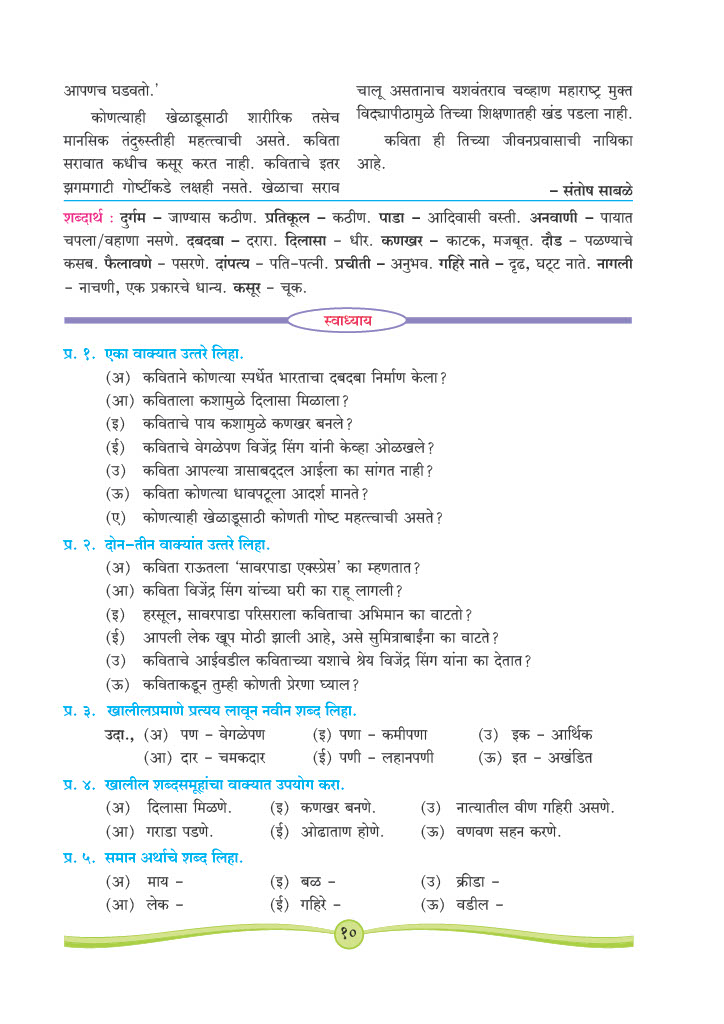 आपणच घडवतो.'
कोणत्याही खेळाडूसाठी शारीरिक तसेच
मानसिक तंदुरुस्तीही महत्त्वाची असते. कविता
सरावात कधीच कसूर करत नाही. कविताचे इतर
झगमगाटी गोष्टींकडे लक्षही नसते. खेळाचा सराव
चालू असतानाच यशवंतराव चव्हाण महाराष्ट्र मुक्त
विद्यापीठामुळे तिच्या शिक्षणातही खंड पडला नाही.
कविता ही तिच्या जीवनप्रवासाची नायिका
आहे.
– संतोष साबळे
शब्दार्थ : दुर्गम – जाण्यास कठीण. प्रतिकूल – कठीण. पाडा – आदिवासी वस्ती. अनवाणी – पायात
चपला/वहाणा नसणे. दबदबा – दरारा. दिलासा – धीर. कणखर – काटक, मजबूत. दौड – पळण्याचे
कसब. फैलावणे – पसरणे. दांपत्य – पति-पत्नी. प्रचीती – अनुभव. गहिरे नाते – दृढ, घट्ट नाते. नागली
– नाचणी, एक प्रकारचे धान्य. कसूर – चूक.
स्वाध्याय
प्र. १. एका वाक्यात उत्तरे लिहा.
(अ) कविताने कोणत्या स्पर्धेत भारताचा दबदबा निर्माण केला?
(आ) कविताला कशामुळे दिलासा मिळाला?
(इ) कविताचे पाय कशामुळे कणखर बनले?
(ई) कविताचे वेगळेपण विजेंद्र सिंग यांनी केव्हा ओळखले?
(उ) कविता आपल्या त्रासाबद्दल आईला का सांगत नाही?
(ऊ) कविता कोणत्या धावपटूला आदर्श मानते?
(ए) कोणत्याही खेळाडूसाठी कोणती गोष्ट महत्त्वाची असते?
प्र. २. दोन–तीन वाक्यांत उत्तरे लिहा.
(अ) कविता राऊतला 'सावरपाडा एक्स्प्रेस' का म्हणतात?
(आ) कविता विजेंद्र सिंग यांच्या घरी का राहू लागली?
(इ) हरसूल, सावरपाडा परिसराला कविताचा अभिमान का वाटतो?
(ई) आपली लेक खूप मोठी झाली आहे, असे सुमित्राबाईंना का वाटते?
(उ) कविताचे आईवडील कविताच्या यशाचे श्रेय विजेंद्र सिंग यांना का देतात?
(ऊ) कविताकडून तुम्ही कोणती प्रेरणा घ्याल?
प्र. ३. खालीलप्रमाणे प्रत्यय लावून नवीन शब्द लिहा.
उदा., (अ) पण – वेगळेपण (इ) पणा – कमीपणा (उ) इक – आर्थिक
(आ) दार – चमकदार (ई) पणी – लहानपणी (ऊ) इत – अखंडित
प्र. ४. खालील शब्दसमूहांचा वाक्यात उपयोग करा.
(अ) दिलासा मिळणे. (इ) कणखर बनणे. (उ) नात्यातील वीण गहिरी असणे.
(आ) गराडा पडणे. (ई) ओढाताण होणे. (ऊ) वणवण सहन करणे.
प्र. ५. समान अर्थाचे शब्द लिहा.
(अ) माय – (इ) बळ – (उ) क्रीडा –
(आ) लेक – (ई) गहिरे – (ऊ) वडील –
१०